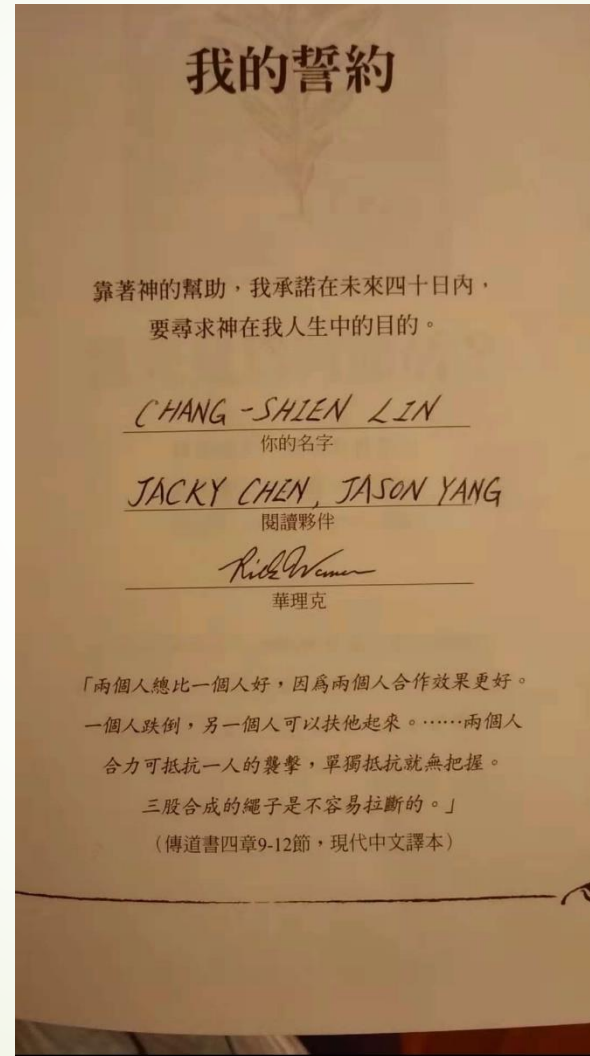 我的誓約
靠著神的幫助，我承諾在未來四十日內，
要尋求神在我人生中的目的。
CHANG-SHIEN LIN
你的名字
JACKY CHEN, JASON YANG
閱讀夥伴
Rick Warren
華理克
「兩個人總比一個人好，因爲兩個人合作效果更好。
一個人跌倒，另一個人可以扶他起來。……兩個人
合力可抵抗一人的襲擊，單獨抵抗就無把握。
三股合成的繩子是不容易拉斷的。」
（傳道書四章9-12節，現代中文譯本）